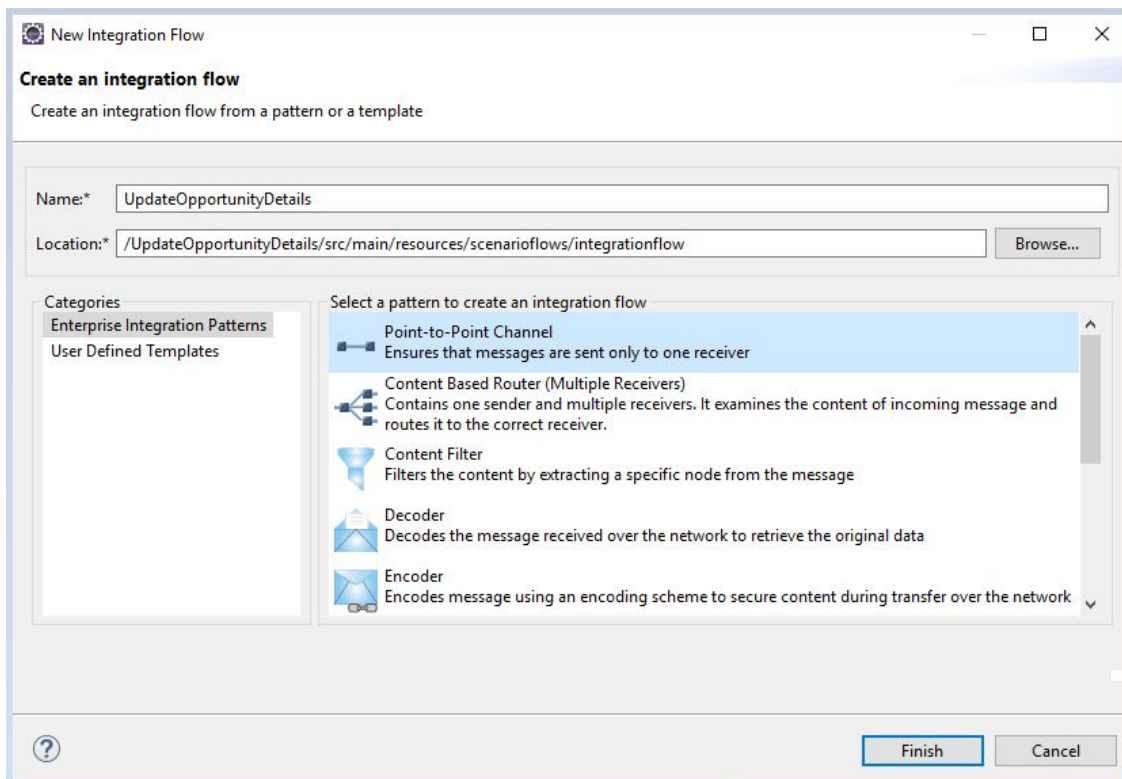 New Integration Flow
Create an integration flow
Create an integration flow from a pattern or a template
Name:* UpdateOpportunityDetails
Location:* /UpdateOpportunityDetails/src/main/resources/scenarioflows/integrationflow Browse...
Categories
Enterprise Integration Patterns
User Defined Templates
Select a pattern to create an integration flow
Point-to-Point Channel
Ensures that messages are sent only to one receiver
Content Based Router (Multiple Receivers)
Contains one sender and multiple receivers. It examines the content of incoming message and
routes it to the correct receiver.
Content Filter
Filters the content by extracting a specific node from the message
Decoder
Decodes the message received over the network to retrieve the original data
Encoder
Encodes message using an encoding scheme to secure content during transfer over the network
? Finish Cancel